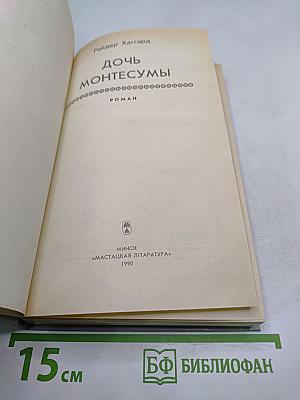 Райдер Хаггард
ДОЧЬ
МОНТЕСУМЫ
РОМАН
МИНСК
«МАСТАЦКАЯ ЛІТАРАТУРА»
1990
15 см
БФ БИБЛИОФАН